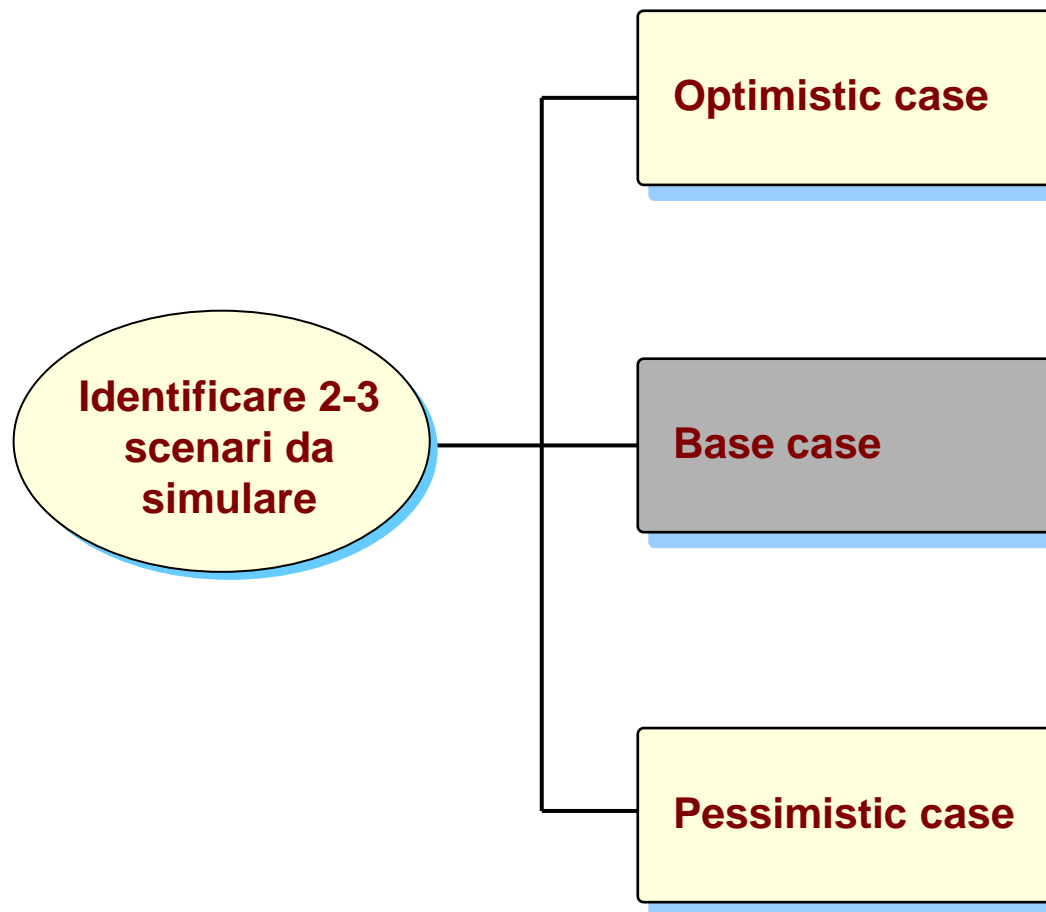 Optimistic case
Identificare 2-3
scenari da
simulare
Base case
Pessimistic case